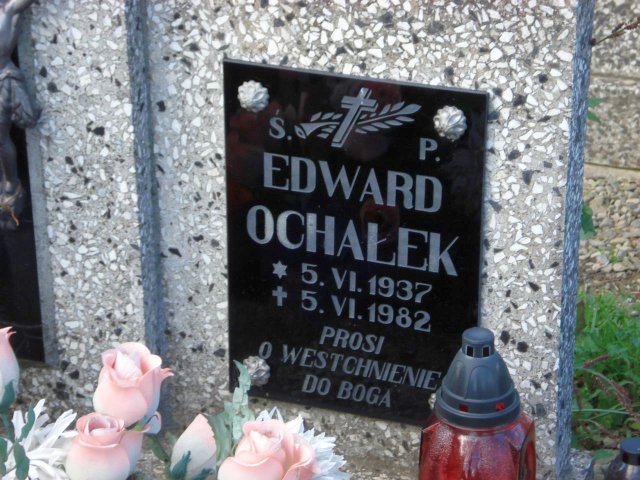 Ś. P.
EDWARD
OCHAŁEK
5. VI. 1937
5. VI. 1982
PROSI
O WESTCHNIENIE
DO BOGA